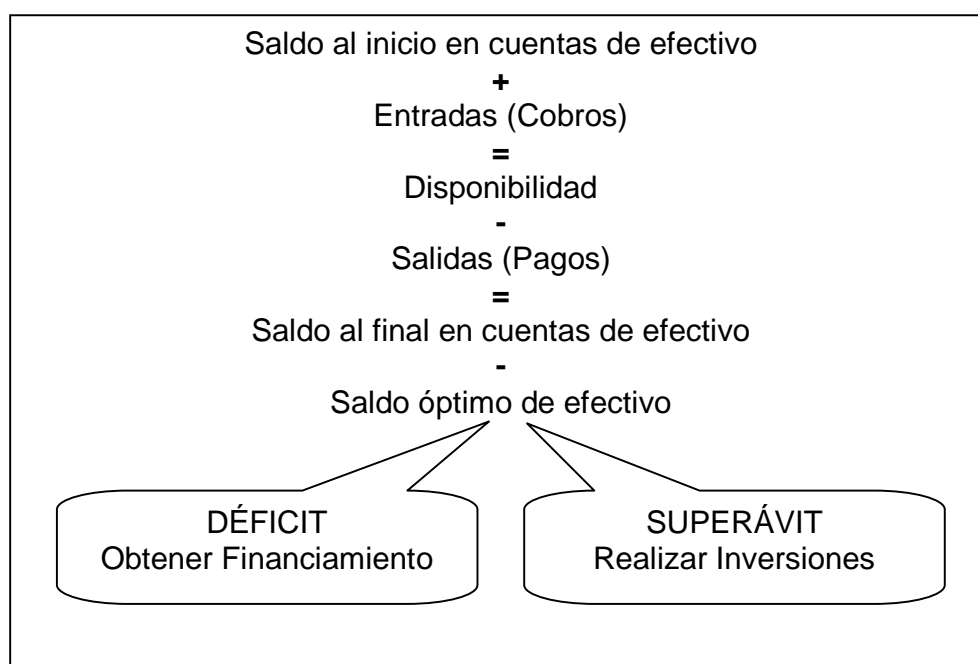 Saldo al inicio en cuentas de efectivo
+
Entradas (Cobros)
=
Disponibilidad
-
Salidas (Pagos)
=
Saldo al final en cuentas de efectivo
-
Saldo óptimo de efectivo
DÉFICIT
Obtener Financiamiento
SUPERÁVIT
Realizar Inversiones